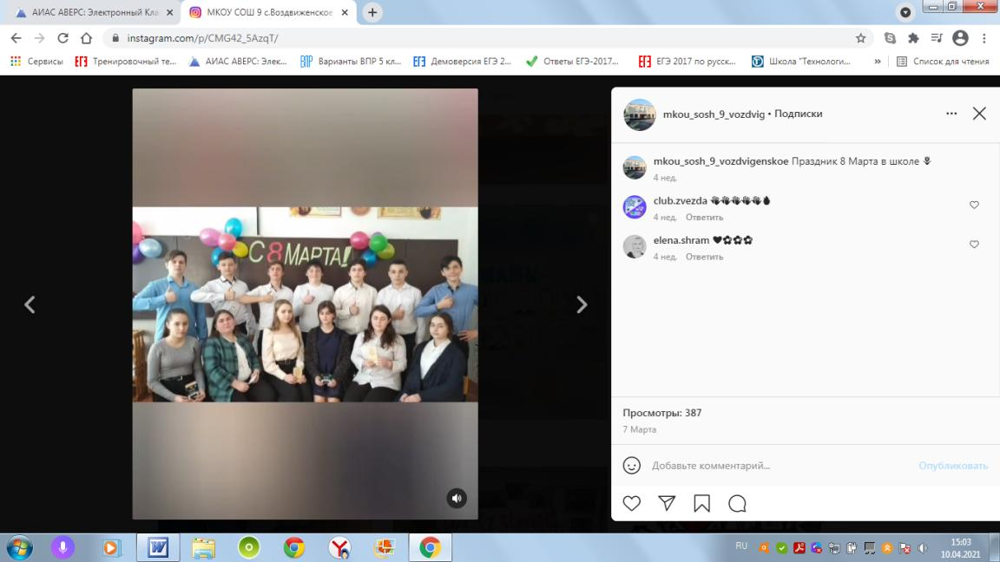 АИАС АВЕРС: Электронный Кла
МКОУ СОШ 9 с.Воздвиженское
instagram.com/p/CMG42_5AzqT/
Сервисы
Тренировочный те...
АИАС АВЕРС: Элек...
ВПР Варианты ВПР 5 кл...
Демоверсия ЕГЭ 2...
Ответы ЕГЭ-2017...
ЕГЭ 2017 по русск...
Школа "Технологи...
»
Список для чтения
С 8 МАРТА!
mkou_sosh_9_vozdvig • Подписки
mkou_sosh_9_vozdvigenskoe Праздник 8 Марта в школе
4 нед.
club.zvezda
4 нед. Ответить
elena.shram
4 нед. Ответить
Просмотры: 387
7 Марта
Добавьте комментарий...
Опубликовать
RU
15:03
10.04.2021